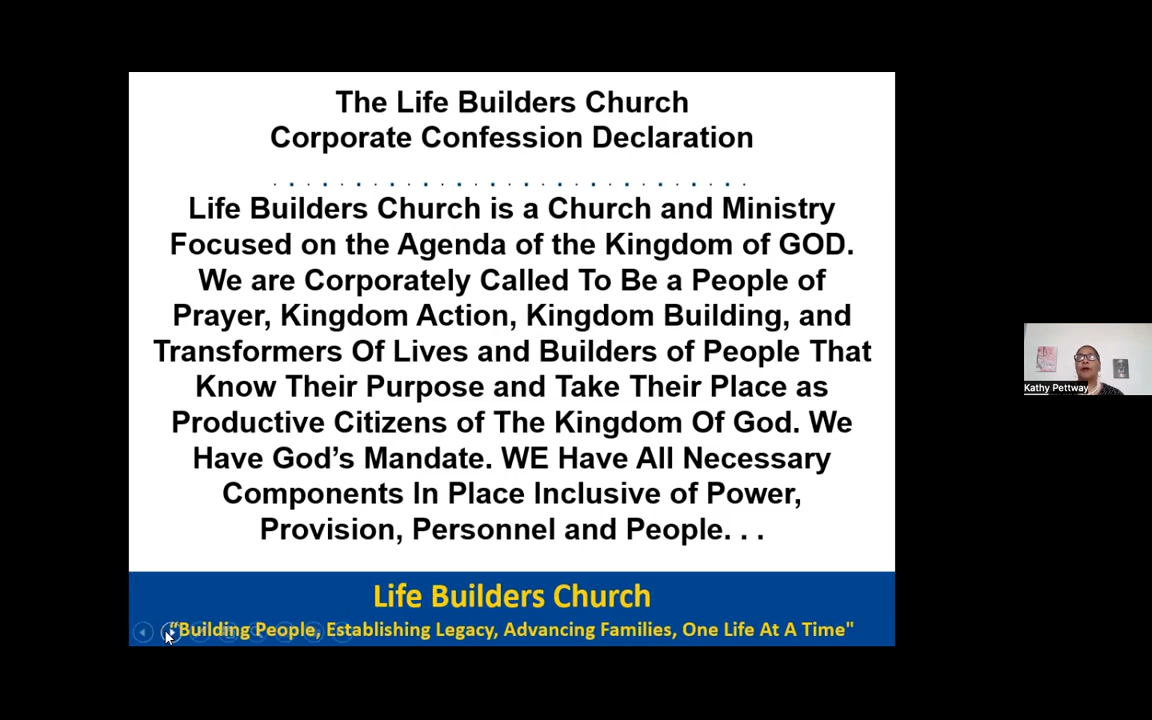 The Life Builders Church
Corporate Confession Declaration
Life Builders Church is a Church and Ministry
Focused on the Agenda of the Kingdom of GOD.
We are Corporately Called To Be a People of
Prayer, Kingdom Action, Kingdom Building, and
Transformers Of Lives and Builders of People That
Know Their Purpose and Take Their Place as
Productive Citizens of The Kingdom Of God. We
Have God’s Mandate. WE Have All Necessary
Components In Place Inclusive of Power,
Provision, Personnel and People. . .
Life Builders Church
“Building People, Establishing Legacy, Advancing Families, One Life At A Time"
Kathy Pettway